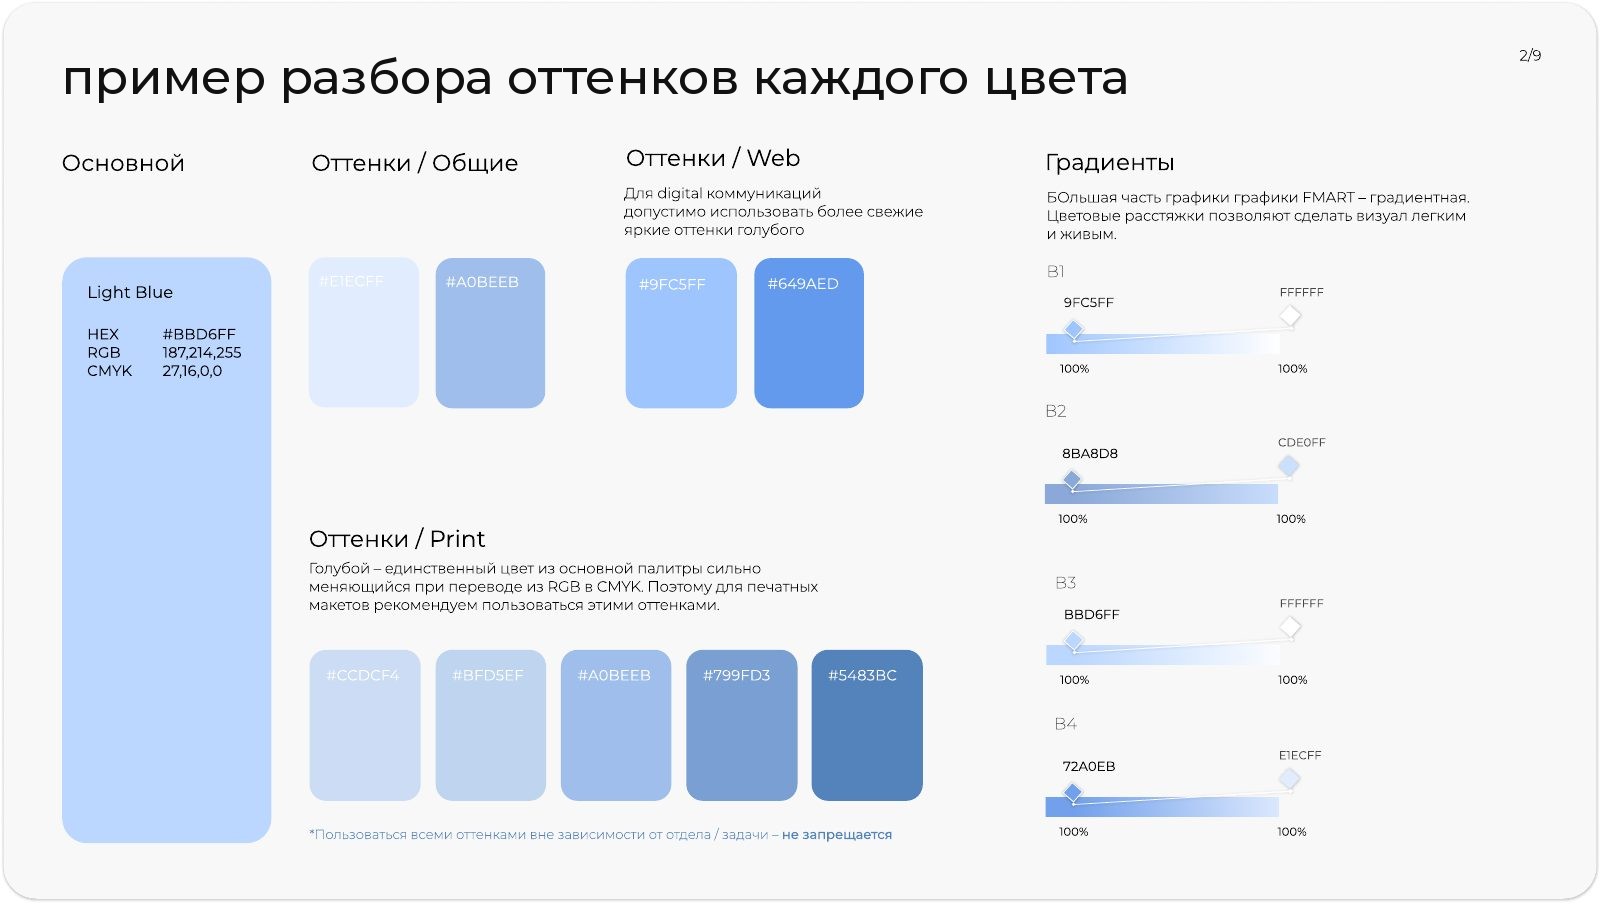 пример разбора оттенков каждого цвета
2/9
Основной
Light Blue
HEX #BBD6FF
RGB 187,214,255
CMYK 27,16,0,0
Оттенки / Общие
#E1ECFF
#A0BEEB
Оттенки / Web
Для digital коммуникаций
допустимо использовать более свежие
яркие оттенки голубого
#9FC5FF
#649AED
Оттенки / Print
Голубой – единственный цвет из основной палитры сильно
меняющийся при переводе из RGB в CMYK. Поэтому для печатных
макетов рекомендуем пользоваться этими оттенками.
#CCDCF4
#BFD5EF
#A0BEEB
#799FD3
#5483BC
*Пользоваться всеми оттенками вне зависимости от отдела / задачи – не запрещается
Градиенты
БОльшая часть графики графики FMART – градиентная.
Цветовые расстяжки позволяют сделать визуал легким
и живым.
B1
9FC5FF
FFFFFF
100%
100%
B2
8BA8D8
CDE0FF
100%
100%
B3
BBD6FF
FFFFFF
100%
100%
B4
72A0EB
E1ECFF
100%
100%